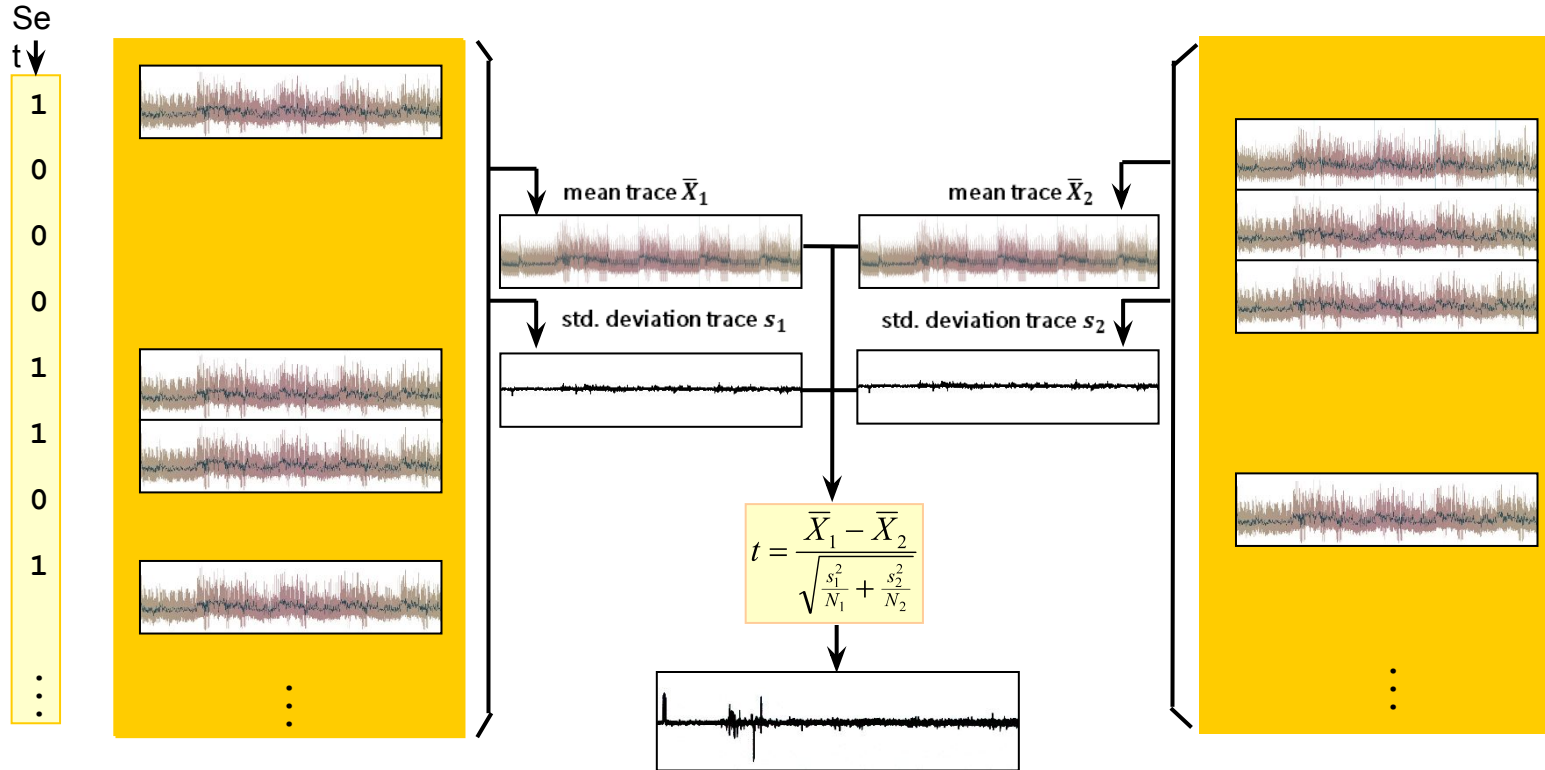 Se
t
1
0
0
0
1
1
0
1
⋮
⋮
mean trace X̅₁
std. deviation trace s₁
mean trace X̅₂
std. deviation trace s₂
t = (X̅₁ − X̅₂) / √(s₁²/N₁ + s₂²/N₂)
⋮